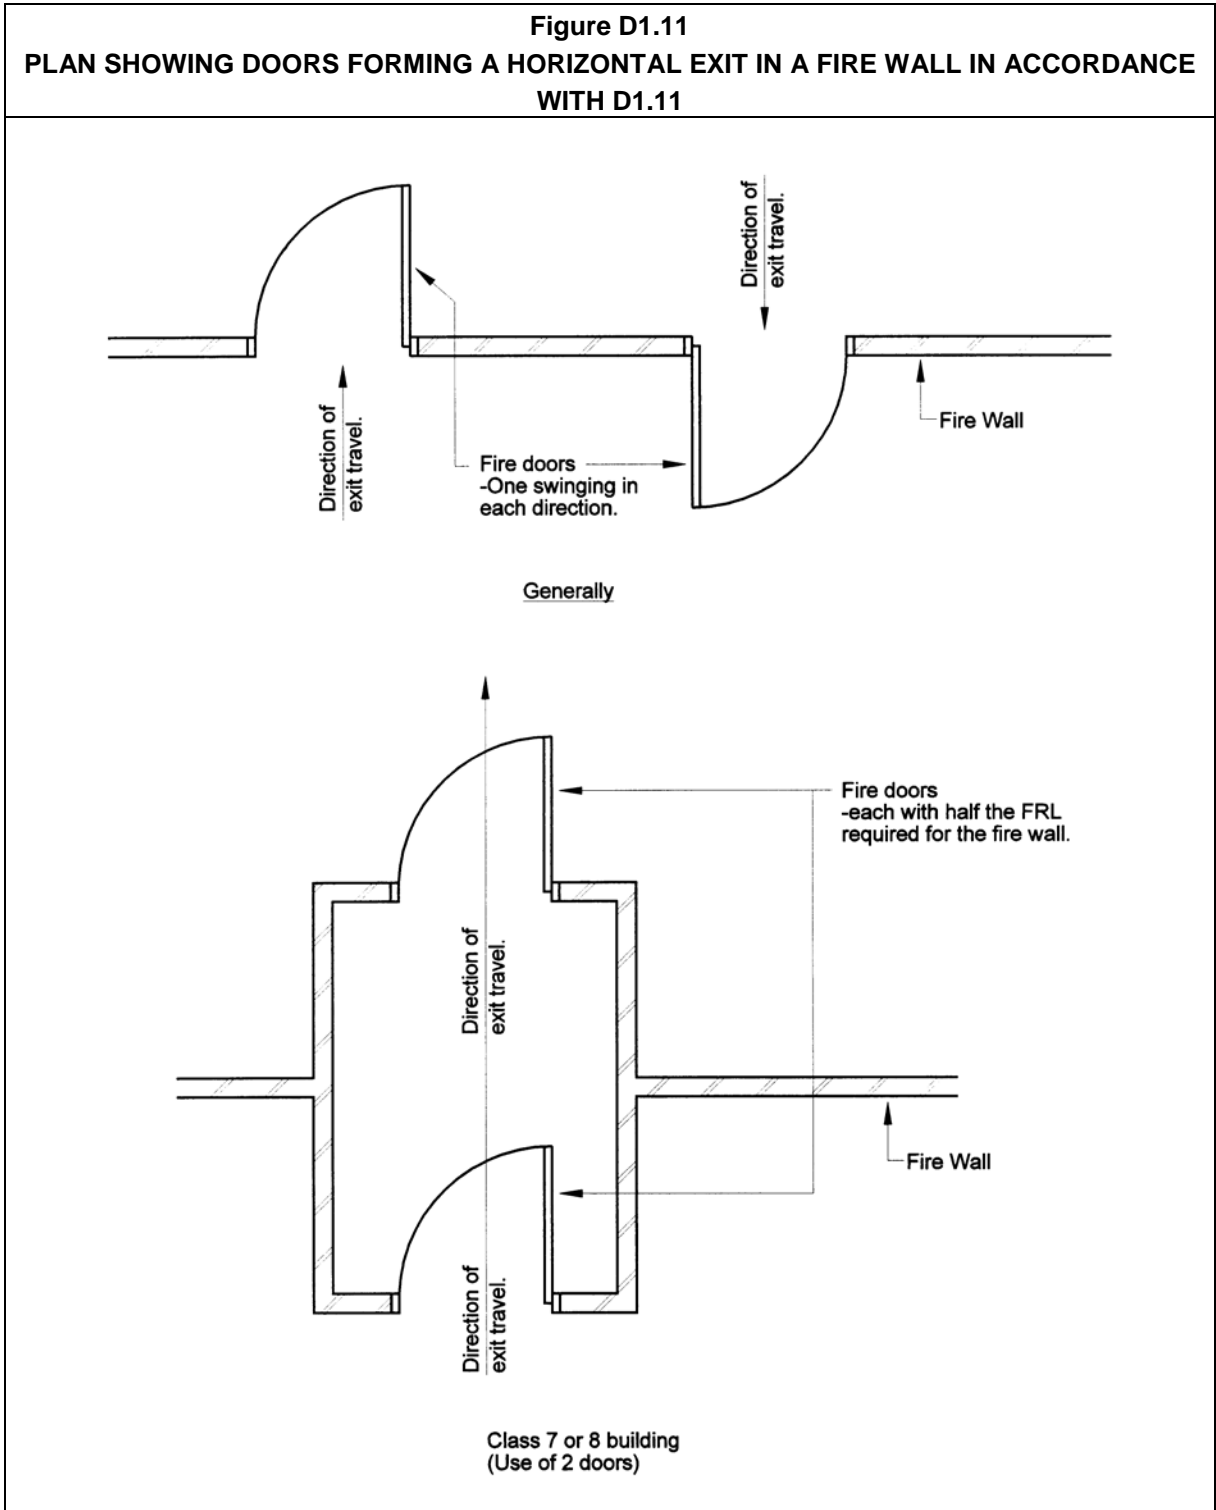 Figure D1.11
PLAN SHOWING DOORS FORMING A HORIZONTAL EXIT IN A FIRE WALL IN ACCORDANCE
WITH D1.11
Direction of
exit travel.
Direction of
exit travel.
Fire Wall
Fire doors
-One swinging in
each direction.
Generally
Fire doors
-each with half the FRL
required for the fire wall.
Direction of
exit travel.
Fire Wall
Direction of
exit travel.
Class 7 or 8 building
(Use of 2 doors)